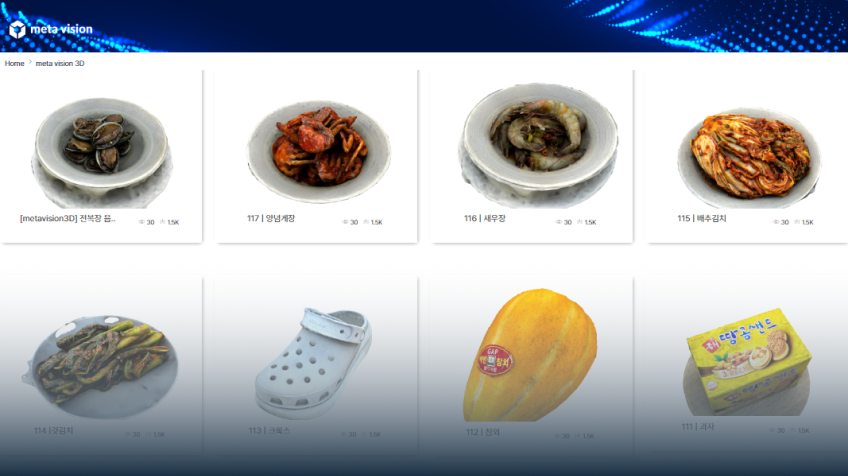 meta vision
Home > meta vision 3D
[metavision3D] 전복장 음..
30 1.5K
117 | 양념게장
30 1.5K
116 | 새우장
30 1.5K
115 | 배추김치
30 1.5K
GAP
땅콩샌드
114 | 갓김치
30 1.5K
113 | 크록스
30 1.5K
112 | 참외
30 1.5K
111 | 과자
30 1.5K